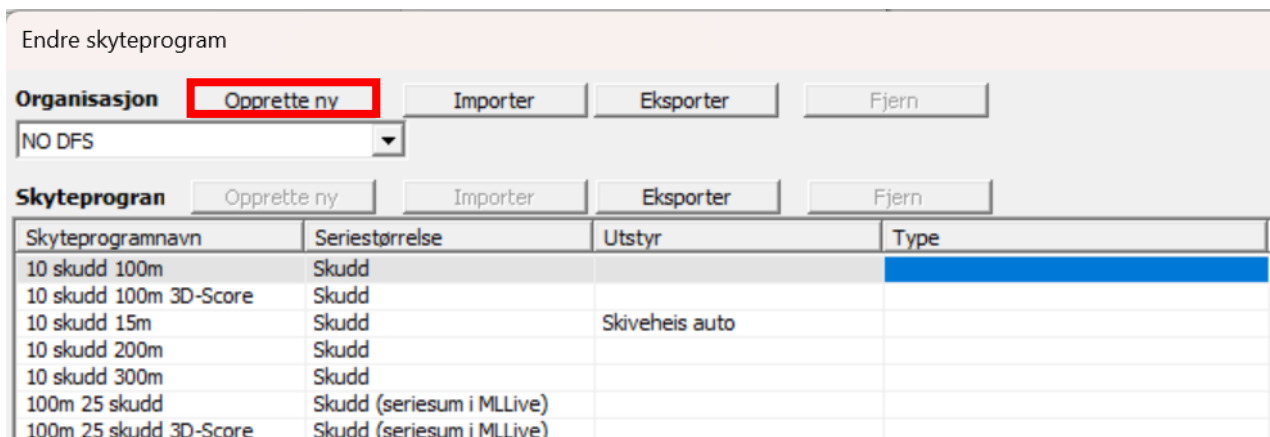 Endre skyteprogram
Organisasjon Opprette ny Importer Eksporter Fjern
NO DFS
Skyteprogran Opprette ny Importer Eksporter Fjern
Skyteprogramnavn Seriestørrelse Utstyr Type
10 skudd 100m Skudd
10 skudd 100m 3D-Score Skudd
10 skudd 15m Skudd Skiveheis auto
10 skudd 200m Skudd
10 skudd 300m Skudd
100m 25 skudd Skudd (seriesum i MLLive)
100m 25 skudd 3D-Score Skudd (seriesum i MLLive)